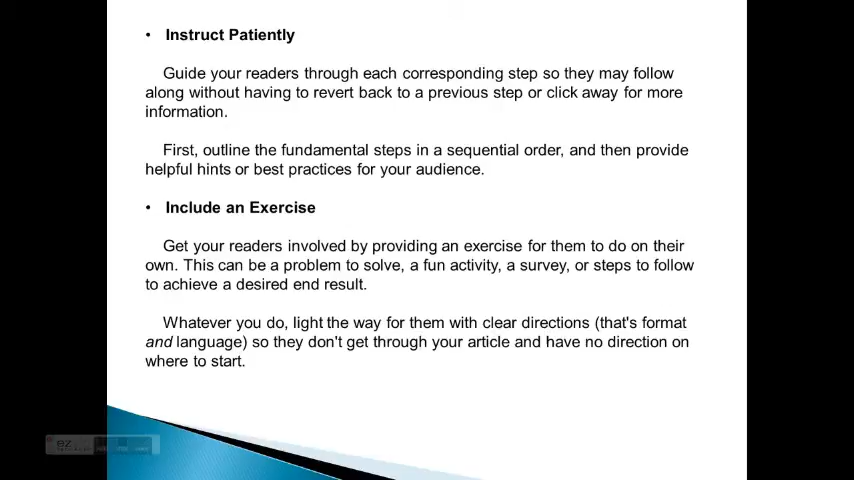 • Instruct Patiently
Guide your readers through each corresponding step so they may follow
along without having to revert back to a previous step or click away for more
information.
First, outline the fundamental steps in a sequential order, and then provide
helpful hints or best practices for your audience.
• Include an Exercise
Get your readers involved by providing an exercise for them to do on their
own. This can be a problem to solve, a fun activity, a survey, or steps to follow
to achieve a desired end result.
Whatever you do, light the way for them with clear directions (that's format
and language) so they don't get through your article and have no direction on
where to start.
ez